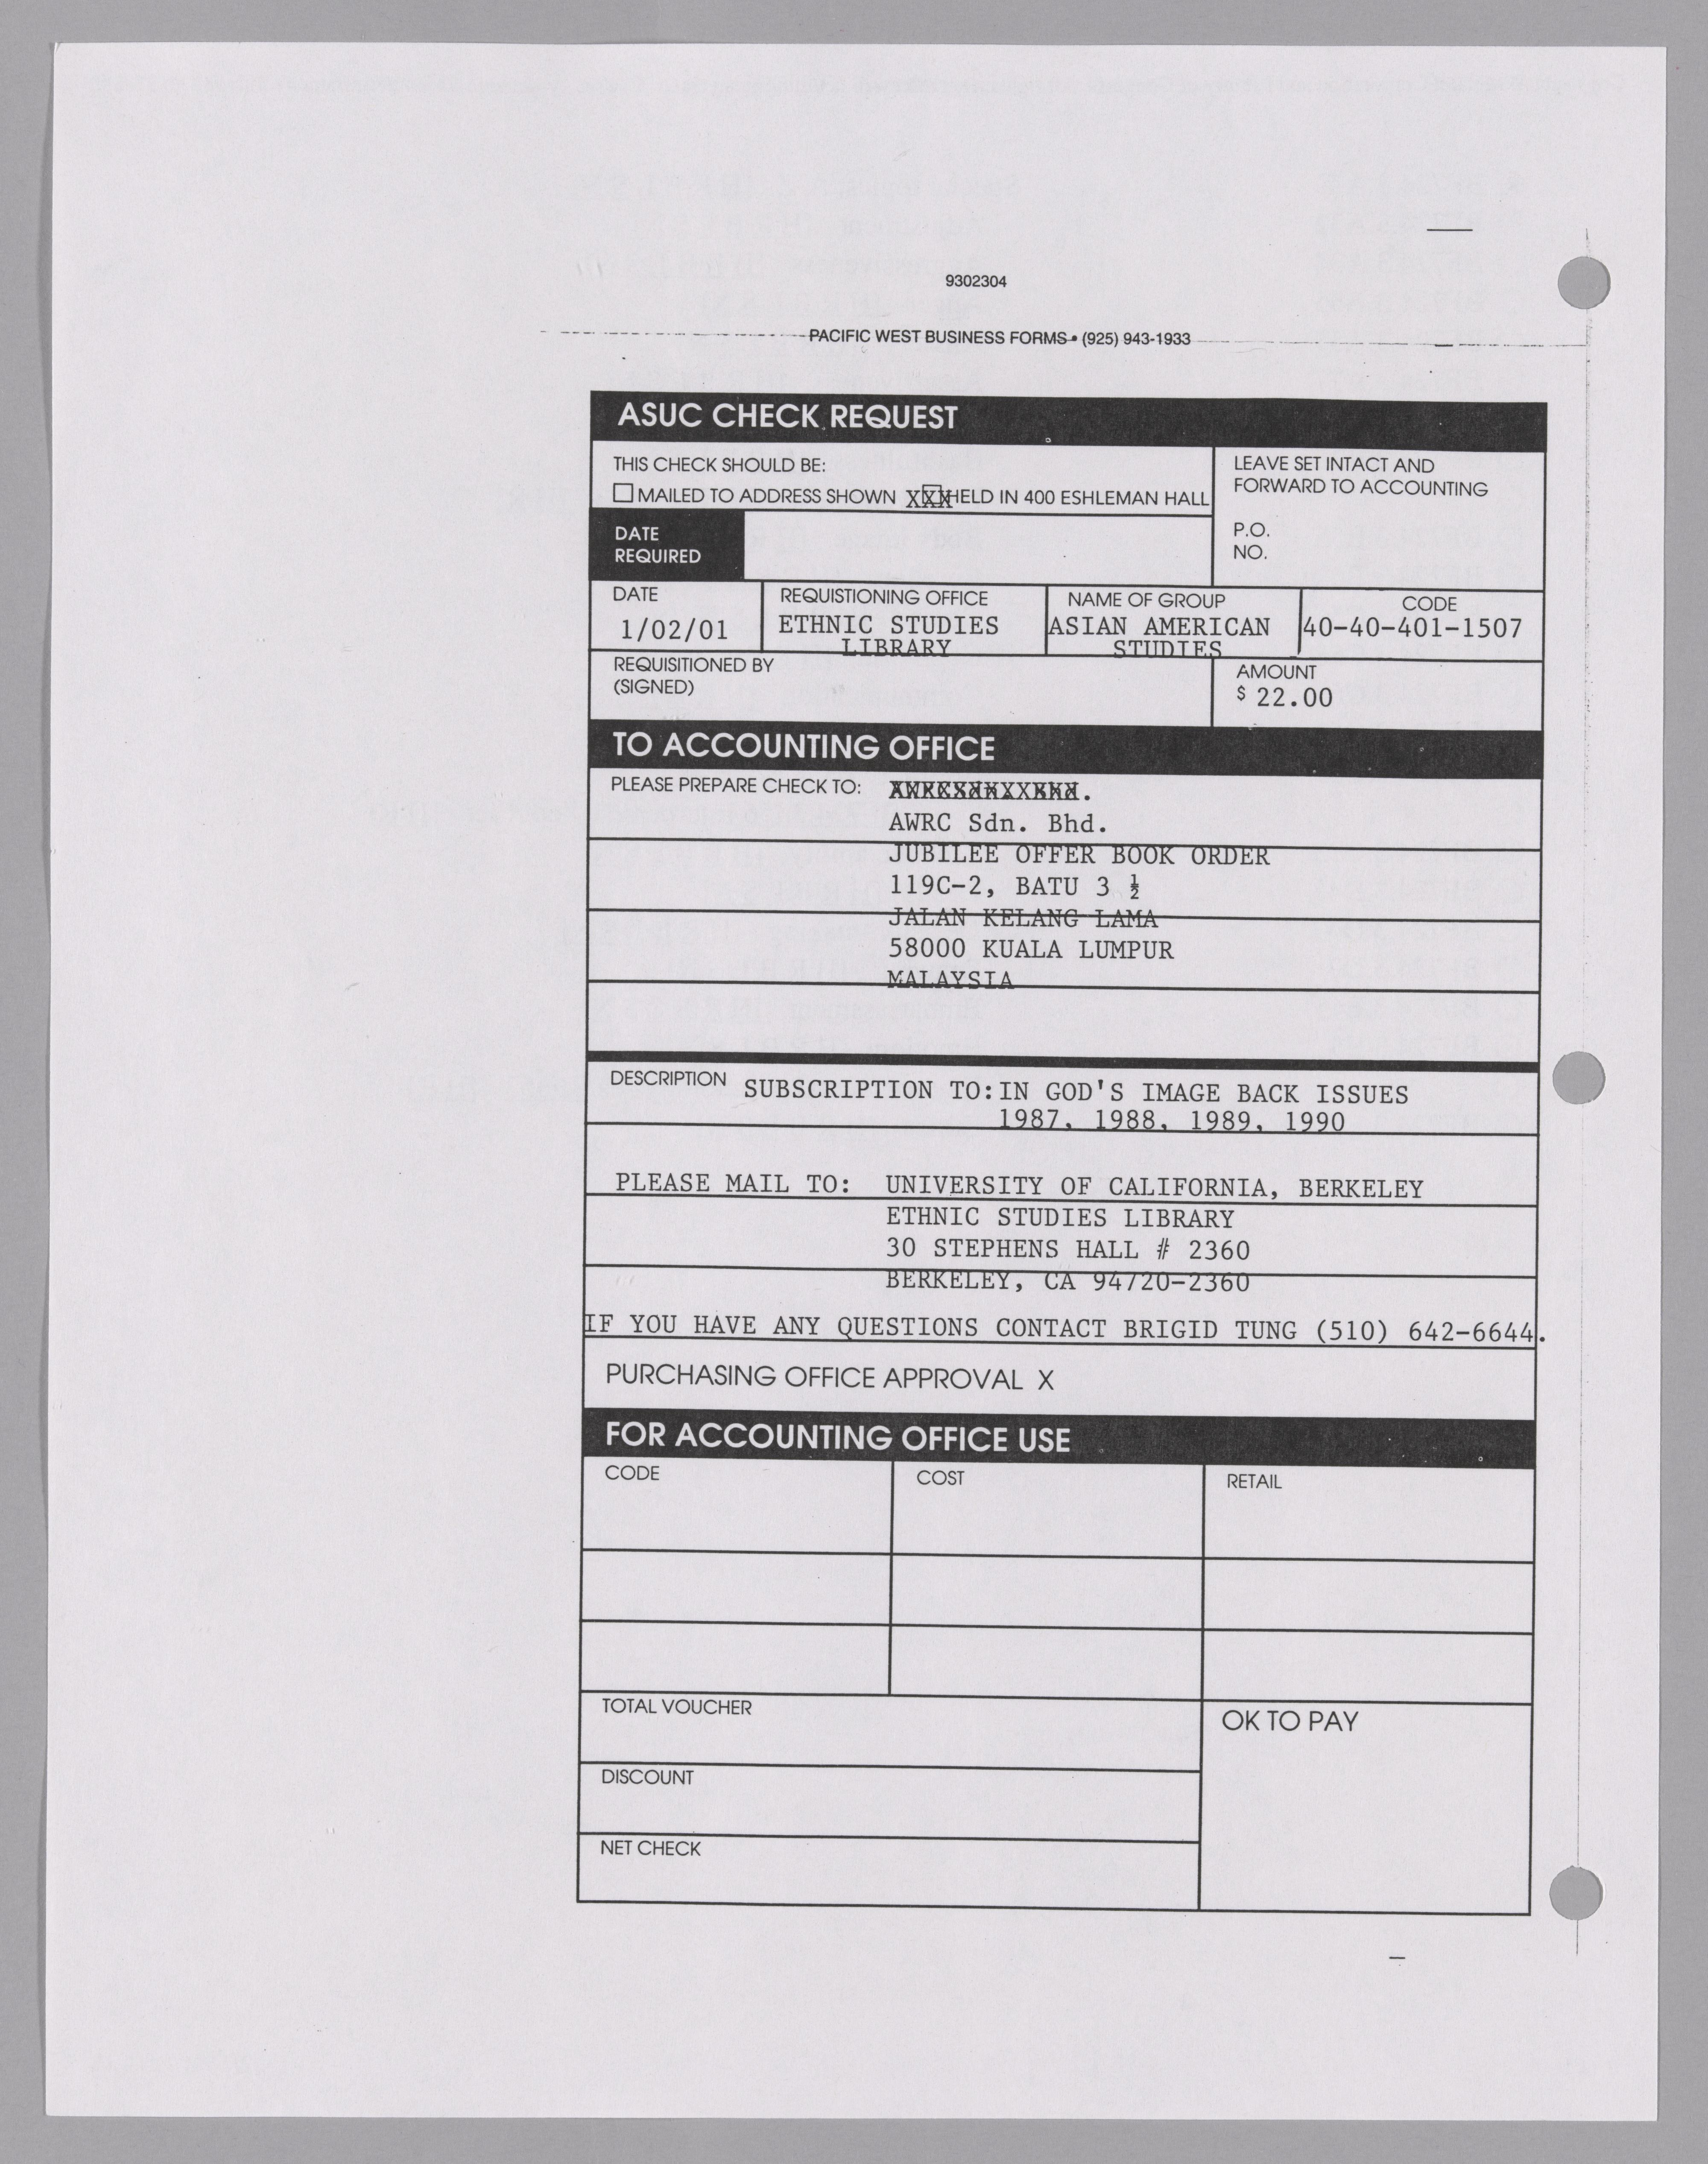 9302304
PACIFIC WEST BUSINESS FORMS • (925) 943-1933
ASUC CHECK REQUEST
THIS CHECK SHOULD BE:
☐ MAILED TO ADDRESS SHOWN XXX HELD IN 400 ESHLEMAN HALL
LEAVE SET INTACT AND
FORWARD TO ACCOUNTING
P.O.
NO.
DATE
REQUIRED
DATE
1/02/01
REQUISTIONING OFFICE
ETHNIC STUDIES
LIBRARY
NAME OF GROUP
ASIAN AMERICAN
STUDIES
CODE
40-40-401-1507
REQUISITIONED BY
(SIGNED)
AMOUNT
$ 22.00
TO ACCOUNTING OFFICE
PLEASE PREPARE CHECK TO:
AWRC Sdn. Bhd.
JUBILEE OFFER BOOK ORDER
119C-2, BATU 3 ½
JALAN KELANG LAMA
58000 KUALA LUMPUR
MALAYSIA
DESCRIPTION SUBSCRIPTION TO: IN GOD'S IMAGE BACK ISSUES
1987, 1988, 1989, 1990
PLEASE MAIL TO: UNIVERSITY OF CALIFORNIA, BERKELEY
ETHNIC STUDIES LIBRARY
30 STEPHENS HALL # 2360
BERKELEY, CA 94720-2360
IF YOU HAVE ANY QUESTIONS CONTACT BRIGID TUNG (510) 642-6644.
PURCHASING OFFICE APPROVAL X
FOR ACCOUNTING OFFICE USE
CODE
COST
RETAIL
TOTAL VOUCHER
OK TO PAY
DISCOUNT
NET CHECK